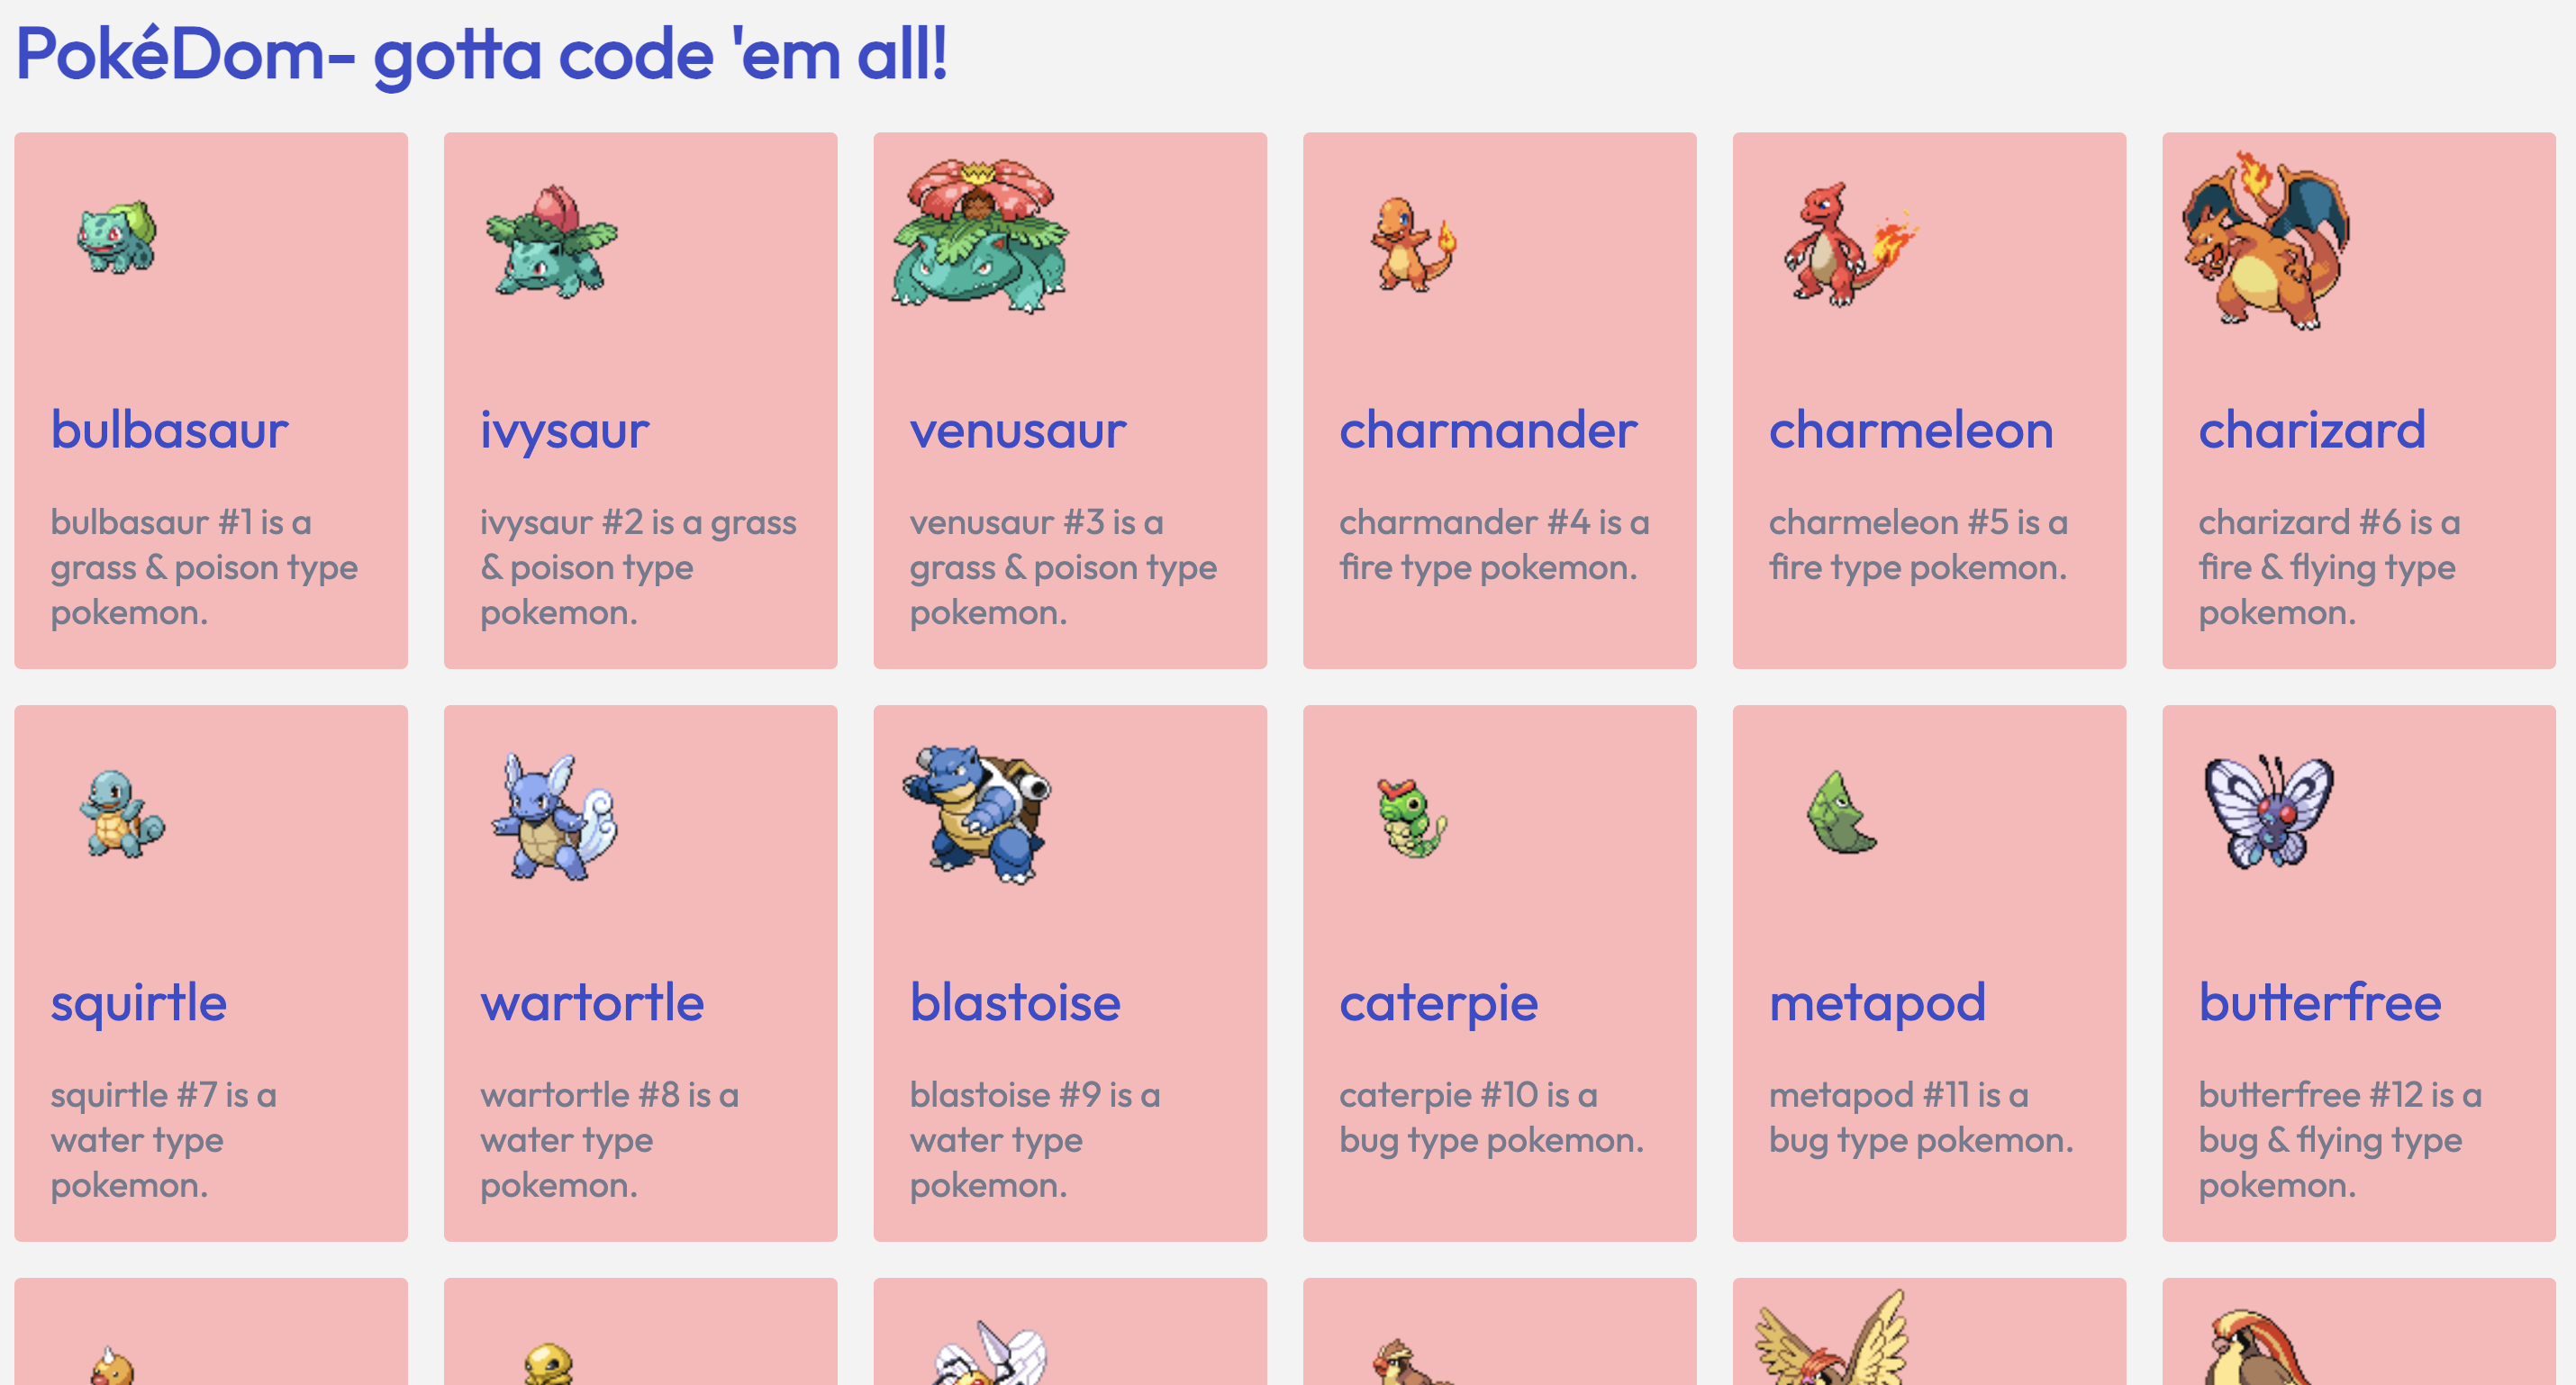 PokéDom- gotta code 'em all!
bulbasaur
bulbasaur #1 is a
grass & poison type
pokemon.
ivysaur
ivysaur #2 is a grass
& poison type
pokemon.
venusaur
venusaur #3 is a
grass & poison type
pokemon.
charmander
charmander #4 is a
fire type pokemon.
charmeleon
charmeleon #5 is a
fire type pokemon.
charizard
charizard #6 is a
fire & flying type
pokemon.
squirtle
squirtle #7 is a
water type
pokemon.
wartortle
wartortle #8 is a
water type
pokemon.
blastoise
blastoise #9 is a
water type
pokemon.
caterpie
caterpie #10 is a
bug type pokemon.
metapod
metapod #11 is a
bug type pokemon.
butterfree
butterfree #12 is a
bug & flying type
pokemon.